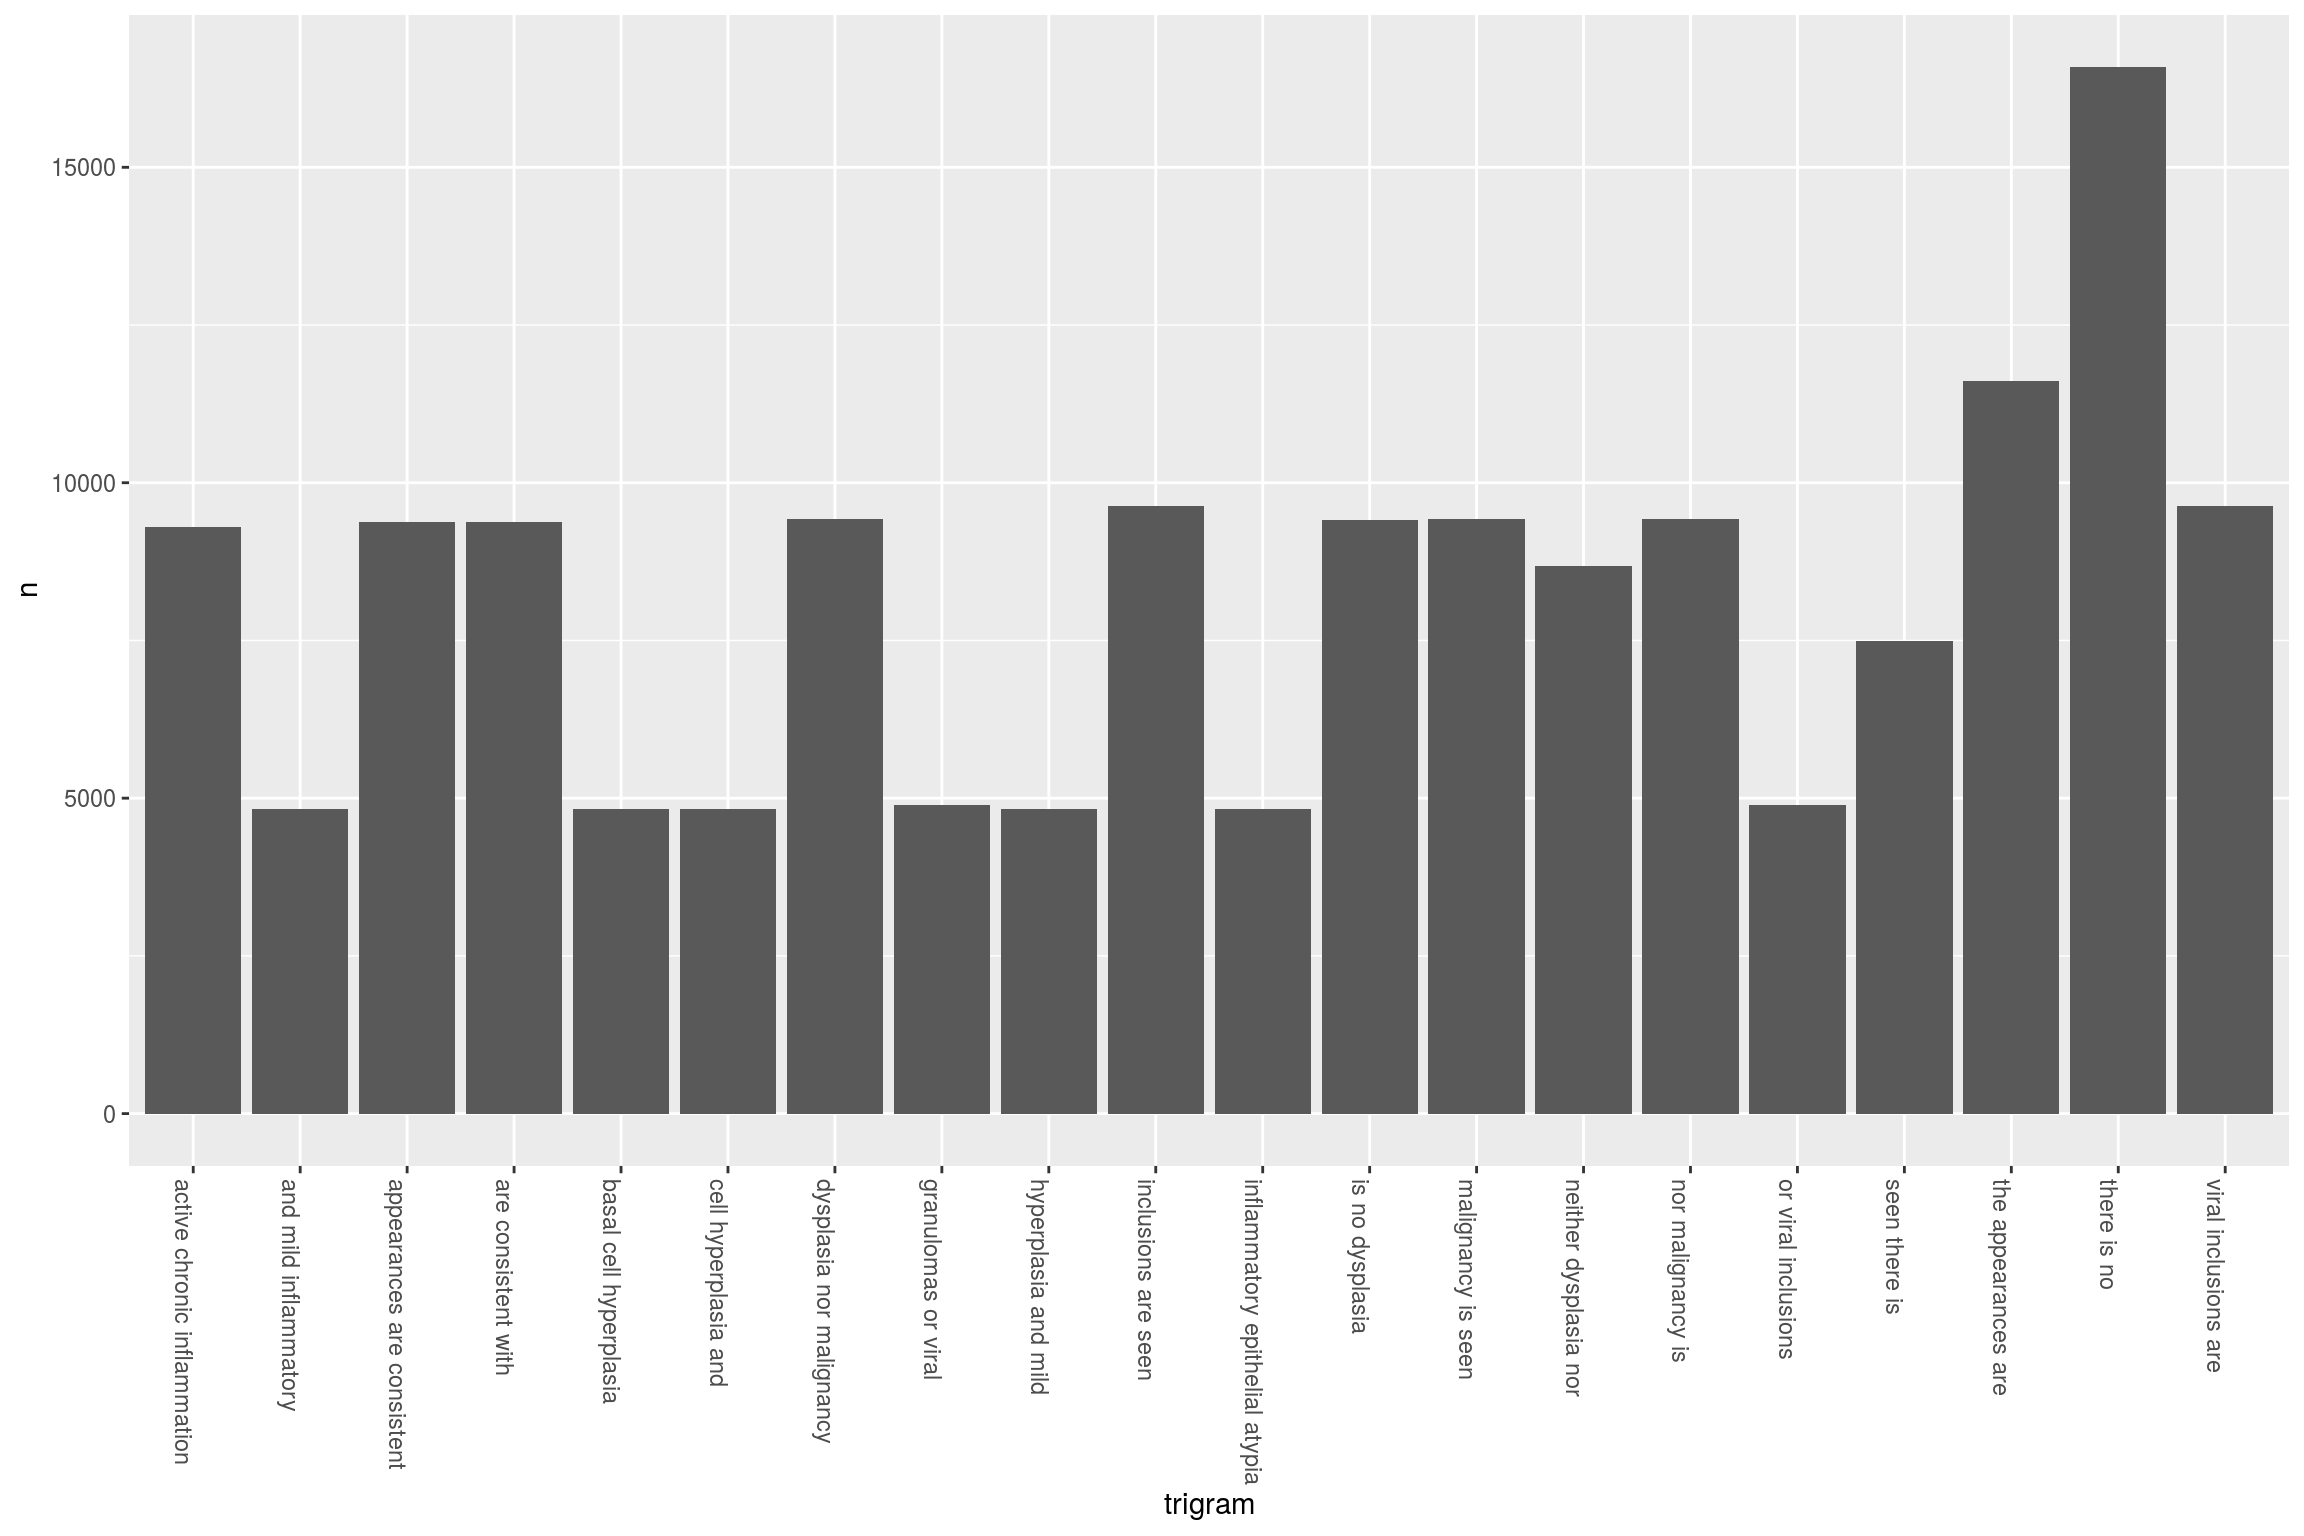 n
15000
10000
5000
0
active chronic inflammation
and mild inflammatory
appearances are consistent
are consistent with
basal cell hyperplasia
cell hyperplasia and
dysplasia nor malignancy
granulomas or viral
hyperplasia and mild
inclusions are seen
inflammatory epithelial atypia
is no dysplasia
malignancy is seen
neither dysplasia nor
nor malignancy is
or viral inclusions
seen there is
the appearances are
there is no
viral inclusions are
trigram